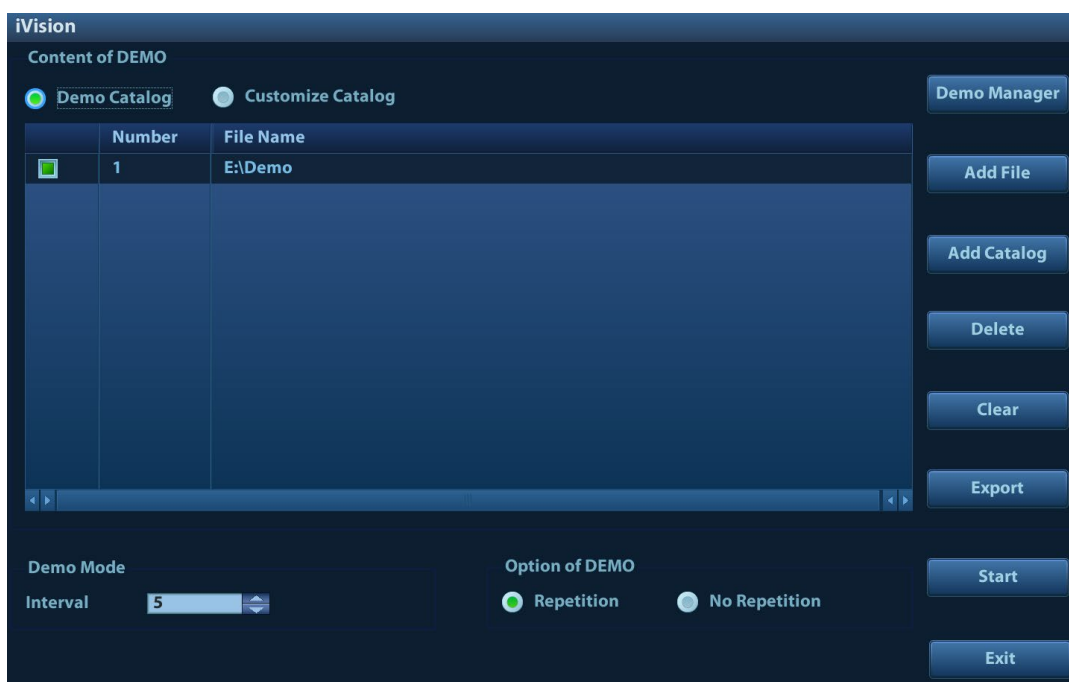 iVision
Content of DEMO
Demo Catalog Customize Catalog
Demo Manager
Number File Name
1 E:\Demo
Add File
Add Catalog
Delete
Clear
Export
Demo Mode
Interval 5
Option of DEMO
Repetition No Repetition
Start
Exit